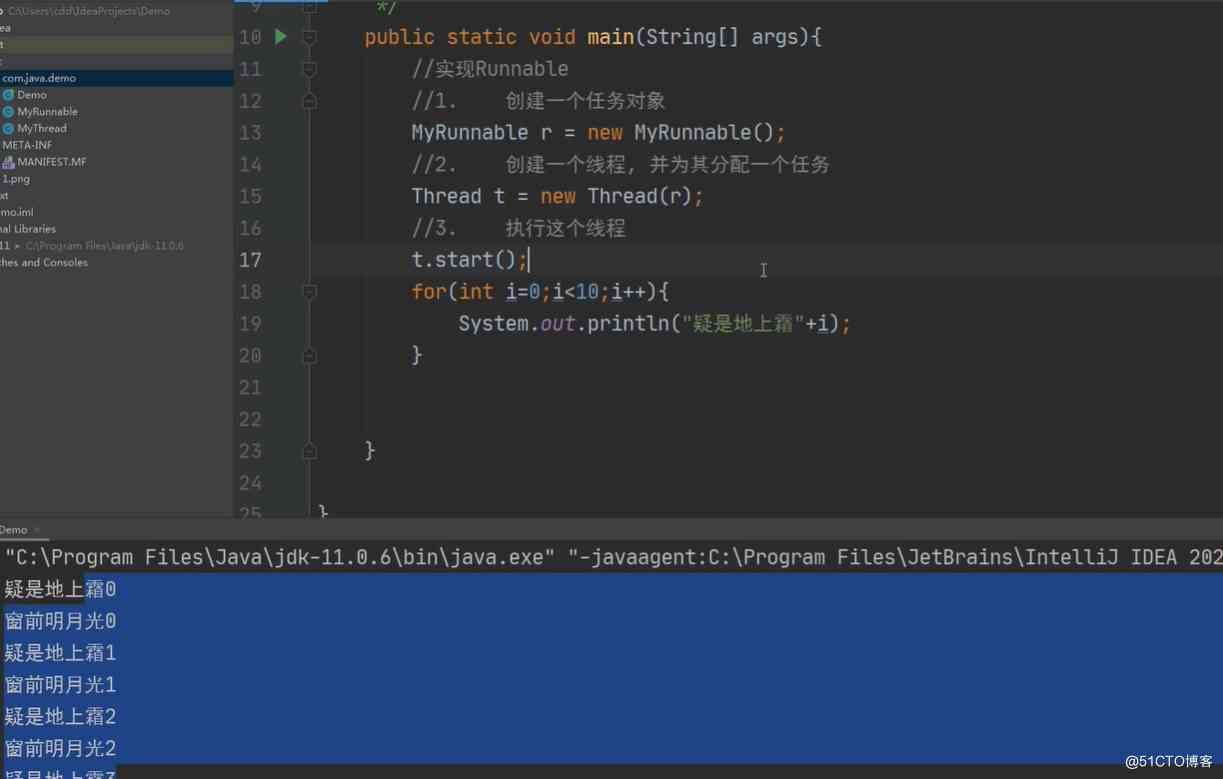 C:\Users\cdd\IdeaProjects\Demo
com.java.demo
Demo
MyRunnable
MyThread
META-INF
MANIFEST.MF
1.png
mo.iml
nal Libraries
11 > C:\Program Files\Java\jdk-11.0.6
ches and Consoles
9 */
10 public static void main(String[] args){
11 //实现Runnable
12 //1. 创建一个任务对象
13 MyRunnable r = new MyRunnable();
14 //2. 创建一个线程, 并为其分配一个任务
15 Thread t = new Thread(r);
16 //3. 执行这个线程
17 t.start();
18 for(int i=0;i<10;i++){
19 System.out.println("疑是地上霜"+i);
20 }
21
22
23 }
24
25 }
Demo ×
"C:\Program Files\Java\jdk-11.0.6\bin\java.exe" "-javaagent:C:\Program Files\JetBrains\IntelliJ IDEA 202
疑是地上霜0
窗前明月光0
疑是地上霜1
窗前明月光1
疑是地上霜2
窗前明月光2
疑是地上霜3
@51CTO博客